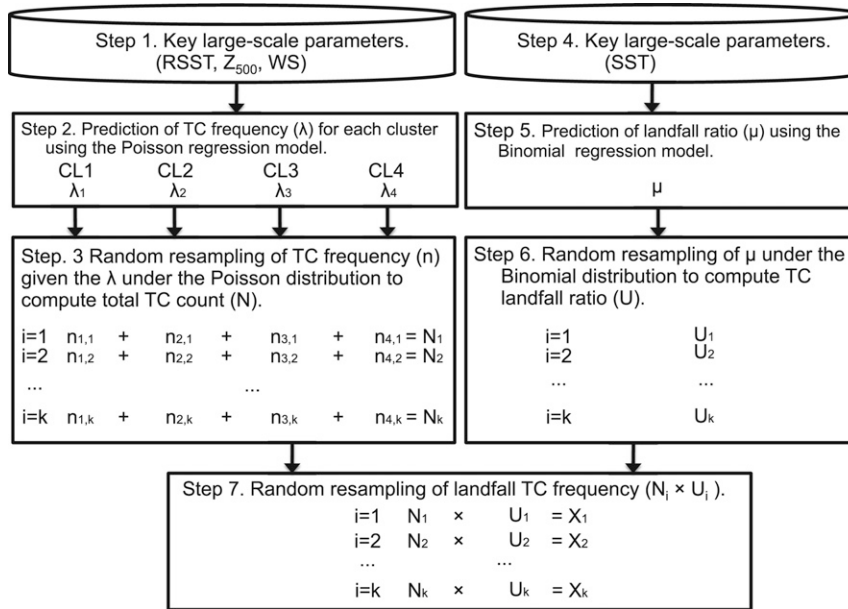 Step 1. Key large-scale parameters.
(RSST, Z500, WS)
Step 2. Prediction of TC frequency (λ) for each cluster
using the Poisson regression model.
CL1 CL2 CL3 CL4
λ1 λ2 λ3 λ4
Step. 3 Random resampling of TC frequency (n)
given the λ under the Poisson distribution to
compute total TC count (N).
i=1 n1,1 + n2,1 + n3,1 + n4,1 = N1
i=2 n1,2 + n2,2 + n3,2 + n4,2 = N2
... ...
i=k n1,k + n2,k + n3,k + n4,k = Nk
Step 4. Key large-scale parameters.
(SST)
Step 5. Prediction of landfall ratio (μ) using the
Binomial regression model.
μ
Step 6. Random resampling of μ under the
Binomial distribution to compute TC
landfall ratio (U).
i=1 U1
i=2 U2
... ...
i=k Uk
Step 7. Random resampling of landfall TC frequency (Ni × Ui ).
i=1 N1 × U1 = X1
i=2 N2 × U2 = X2
... ...
i=k Nk × Uk = Xk